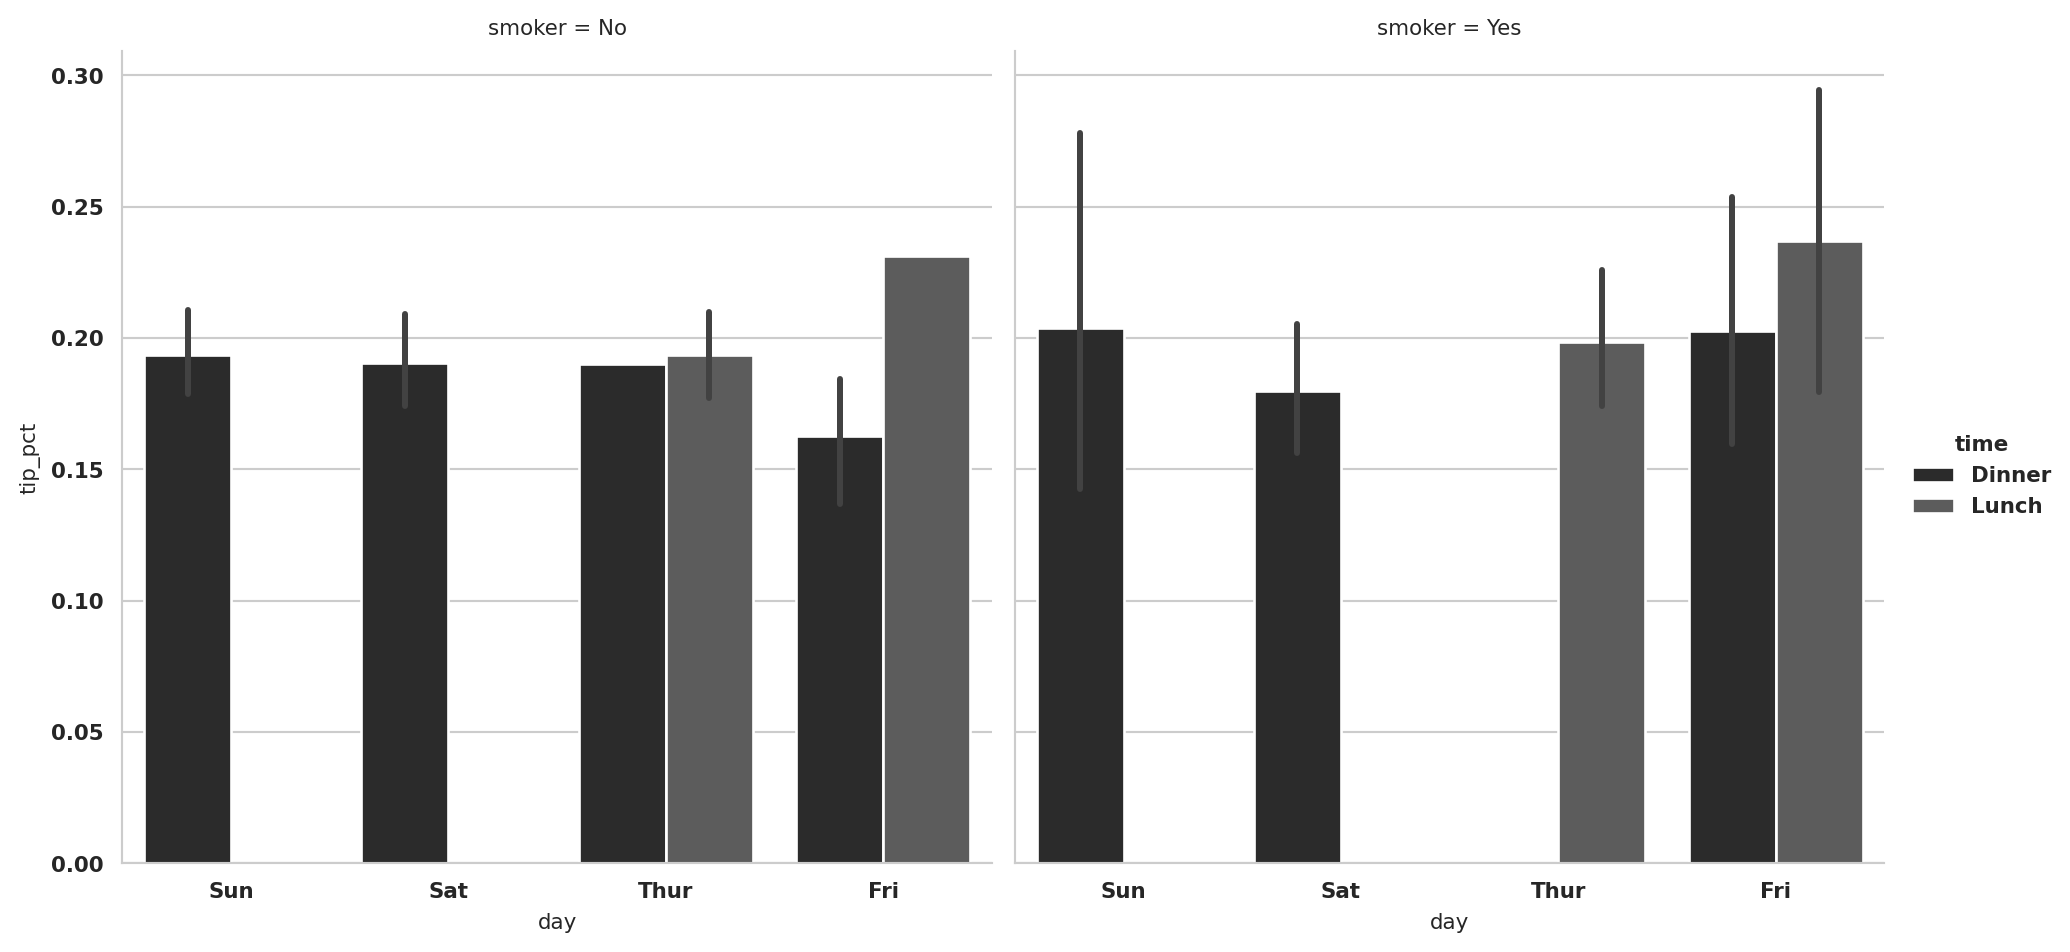 smoker = No
smoker = Yes
0.30
0.25
0.20
0.15
0.10
0.05
0.00
tip_pct
Sun Sat Thur Fri
day
Sun Sat Thur Fri
day
time
Dinner
Lunch